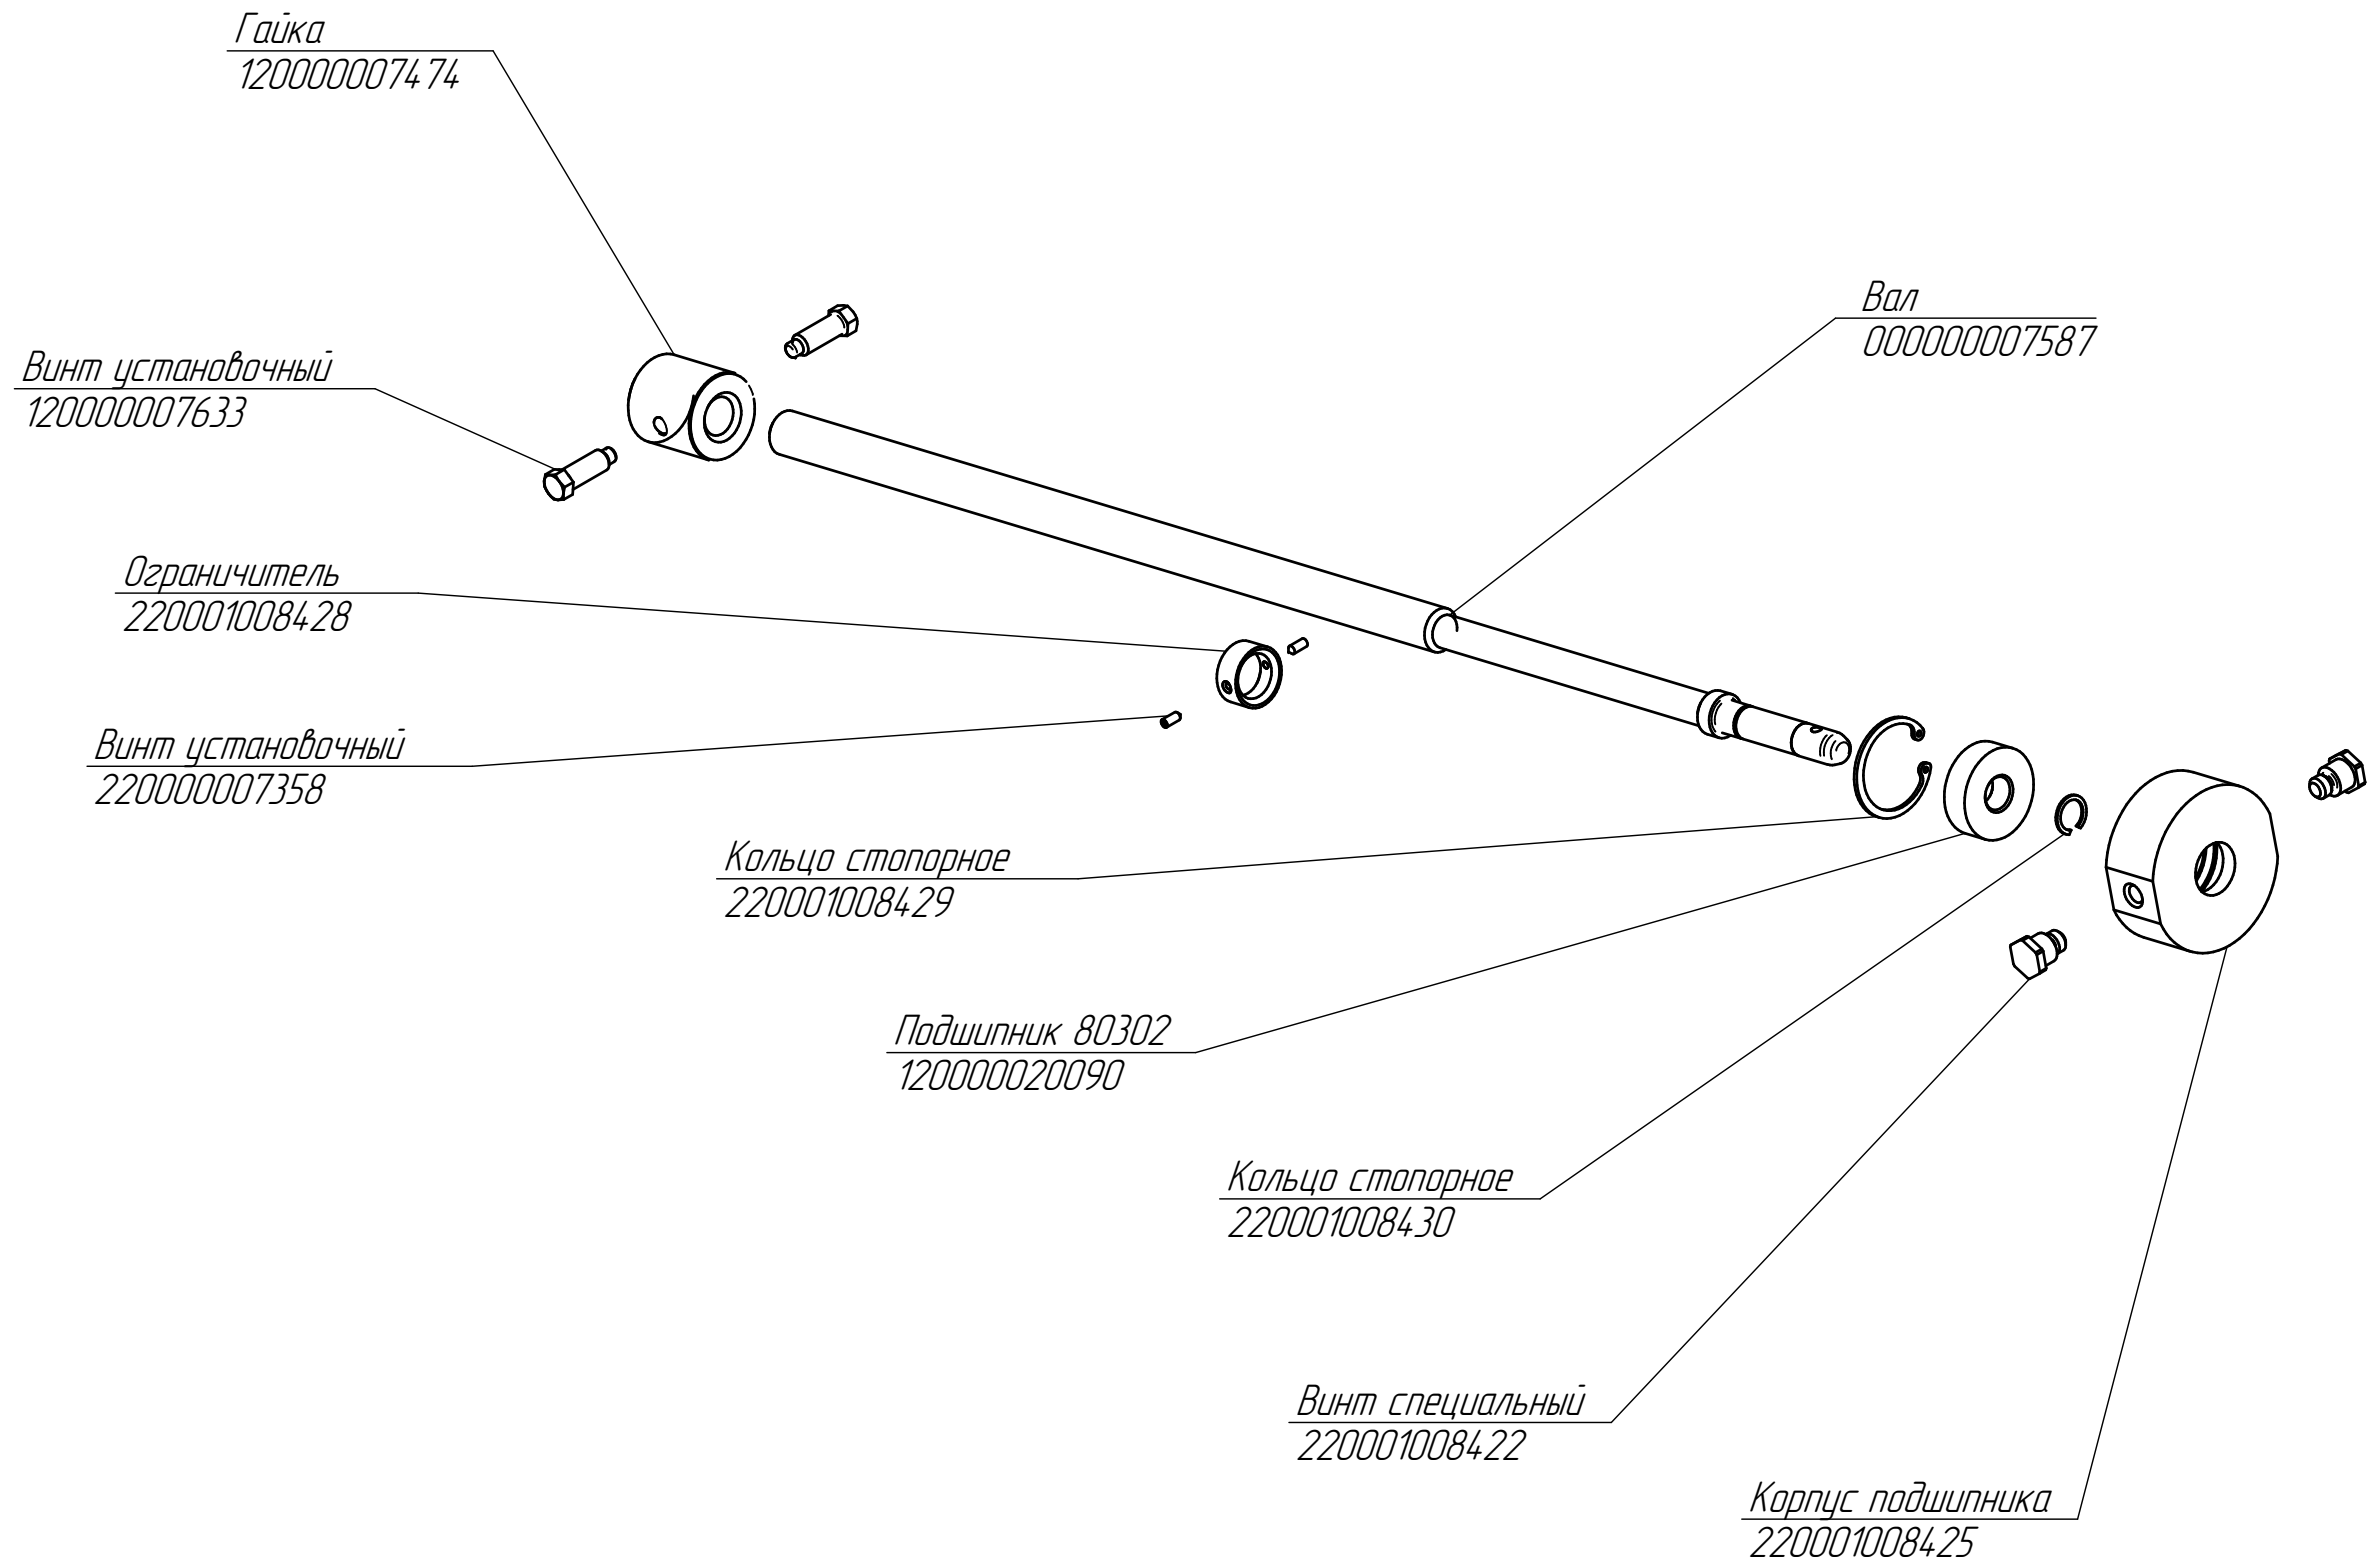 Гайка
120000007474
Вал
000000007587
Винт установочный
120000007633
Ограничитель
220001008428
Винт установочный
220000007358
Кольцо стопорное
220001008429
Подшипник 80302
120000020090
Кольцо стопорное
220001008430
Винт специальный
220001008422
Корпус подшипника
220001008425